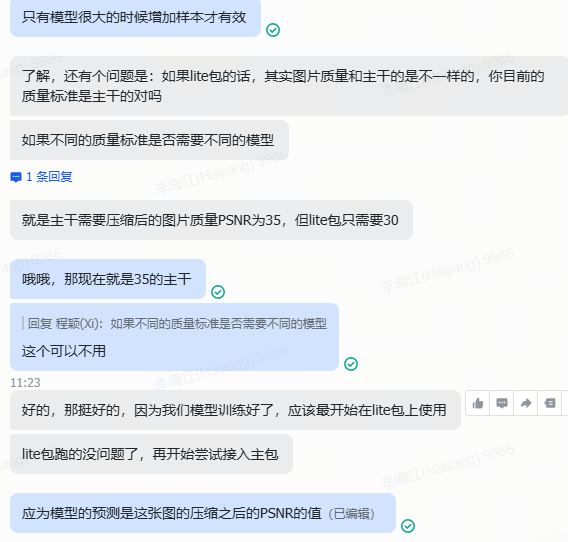 只有模型很大的时候增加样本才有效
了解，还有个问题是：如果lite包的话，其实图片质量和主干的是不一样的，你目前的
质量标准是主干的对吗
如果不同的质量标准是否需要不同的模型
1 条回复
就是主干需要压缩后的图片质量PSNR为35，但lite包只需要30
哦哦，那现在就是35的主干
回复 程颖(Xi)：如果不同的质量标准是否需要不同的模型
这个可以不用
11:23
好的，那挺好的，因为我们模型训练好了，应该最开始在lite包上使用
lite包跑的没问题了，再开始尝试接入主包
应为模型的预测是这张图的压缩之后的PSNR的值（已编辑）
李海江(Haijiang) 9986